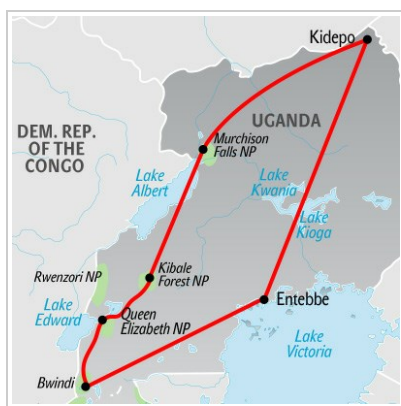 Kidepo
DEM. REP.
OF THE
CONGO
UGANDA
Murchison
Falls NP
Lake
Albert
Lake
Kwania
Lake
Kioga
Rwenzori NP
Kibale
Forest NP
Lake
Edward
Queen
Elizabeth NP
Entebbe
Lake
Victoria
Bwindi